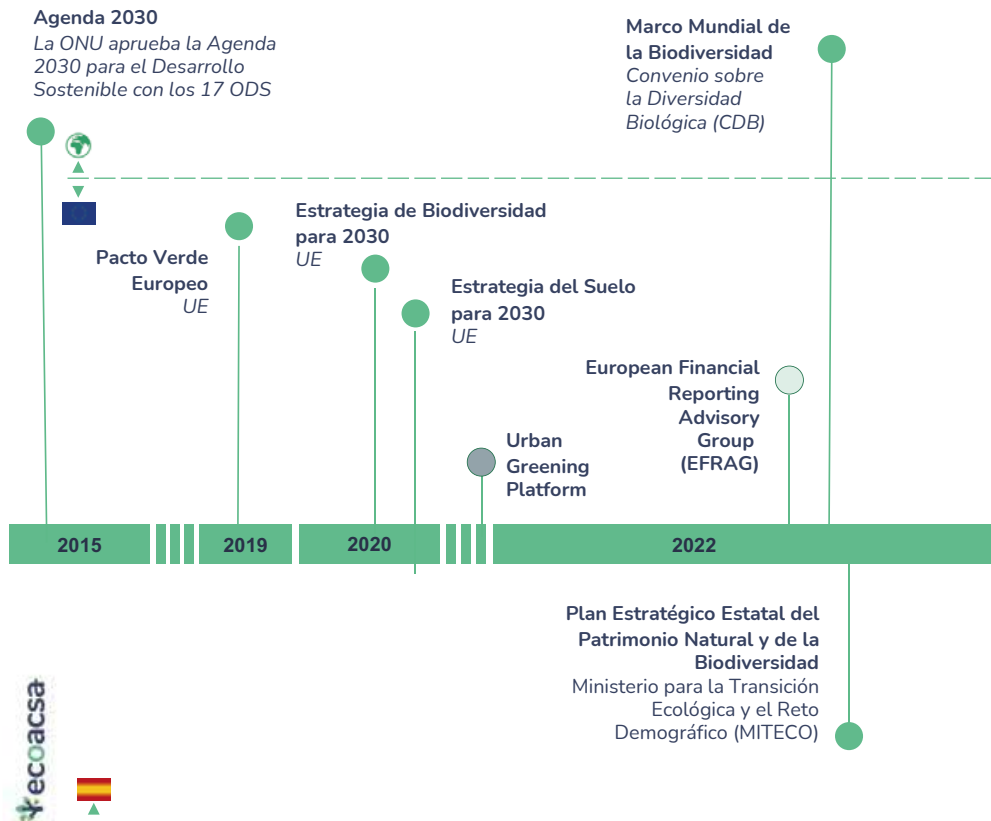 Agenda 2030
La ONU aprueba la Agenda
2030 para el Desarrollo
Sostenible con los 17 ODS
Marco Mundial de
la Biodiversidad
Convenio sobre
la Diversidad
Biológica (CDB)
Pacto Verde
Europeo
UE
Estrategia de Biodiversidad
para 2030
UE
Estrategia del Suelo
para 2030
UE
Urban
Greening
Platform
European Financial
Reporting
Advisory
Group
(EFRAG)
2015
2019
2020
2022
Plan Estratégico Estatal del
Patrimonio Natural y de la
Biodiversidad
Ministerio para la Transición
Ecológica y el Reto
Demográfico (MITECO)
ecoacsa